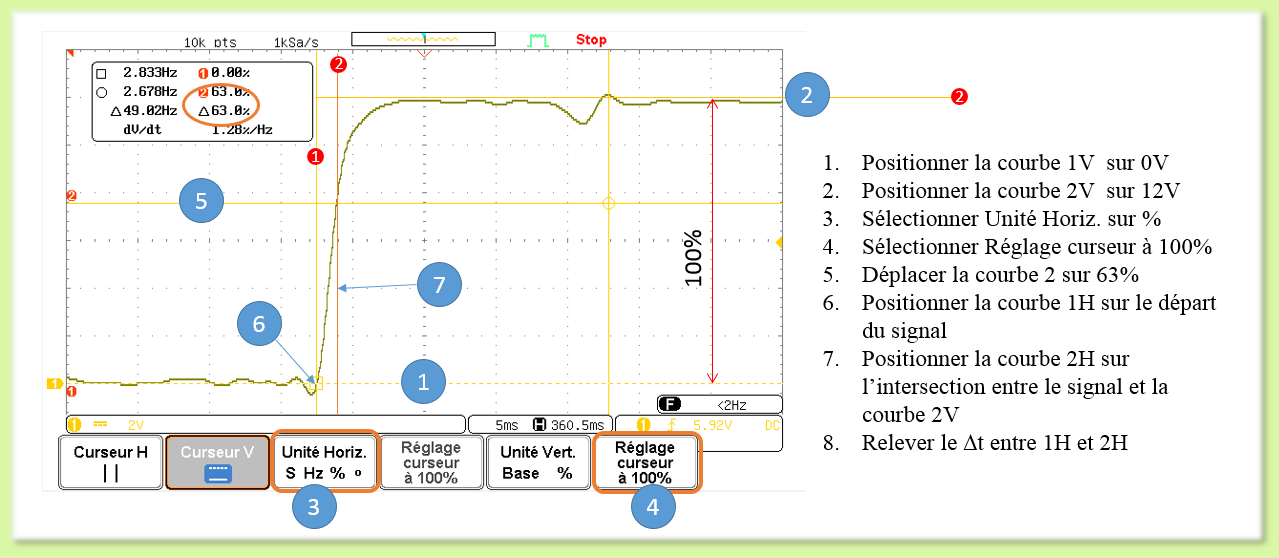 10k pts 1kSa/s Stop
2
2.833Hz 1 0.00%
2.678Hz 2 63.0%
△49.02Hz △63.0%
dV/dt 1.28%/Hz
2
2
1
5
2
100%
7
6
1
1
1
F <2Hz
1 2V 5ms H 360.5ms 1 5.92V DC
Curseur H
Curseur V
Unité Horiz.
S Hz % °
Réglage
curseur
à 100%
Unité Vert.
Base %
Réglage
curseur
à 100%
3
4
1. Positionner la courbe 1V sur 0V
2. Positionner la courbe 2V sur 12V
3. Sélectionner Unité Horiz. sur %
4. Sélectionner Réglage curseur à 100%
5. Déplacer la courbe 2 sur 63%
6. Positionner la courbe 1H sur le départ
du signal
7. Positionner la courbe 2H sur
l’intersection entre le signal et la
courbe 2V
8. Relever le Δt entre 1H et 2H